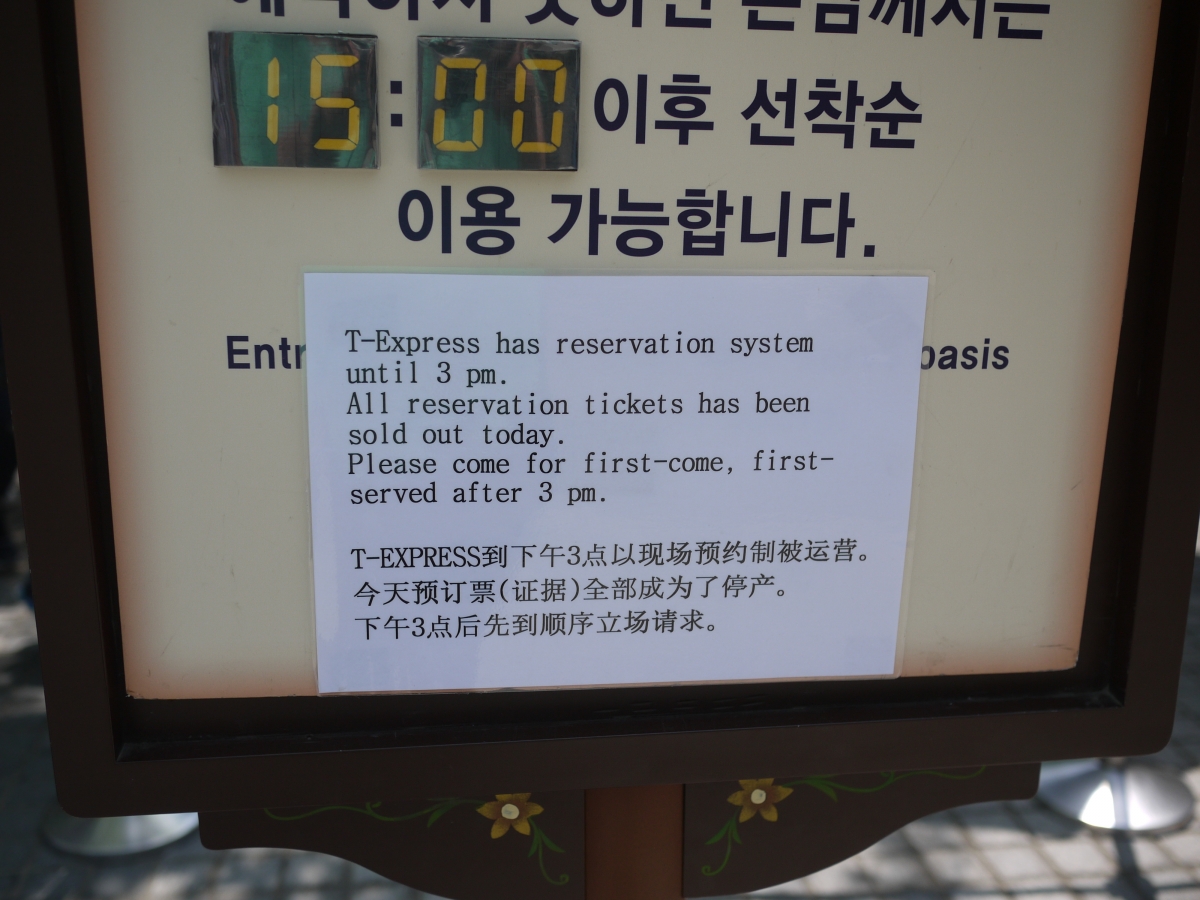 15:00 이후 선착순
이용 가능합니다.
basis
T-Express has reservation system
until 3 pm.
All reservation tickets has been
sold out today.
Please come for first-come, first-
served after 3 pm.
T-EXPRESS到下午3点以现场预约制被运营。
今天预订票(证据)全部成为了停产。
下午3点后先到顺序立场请求。